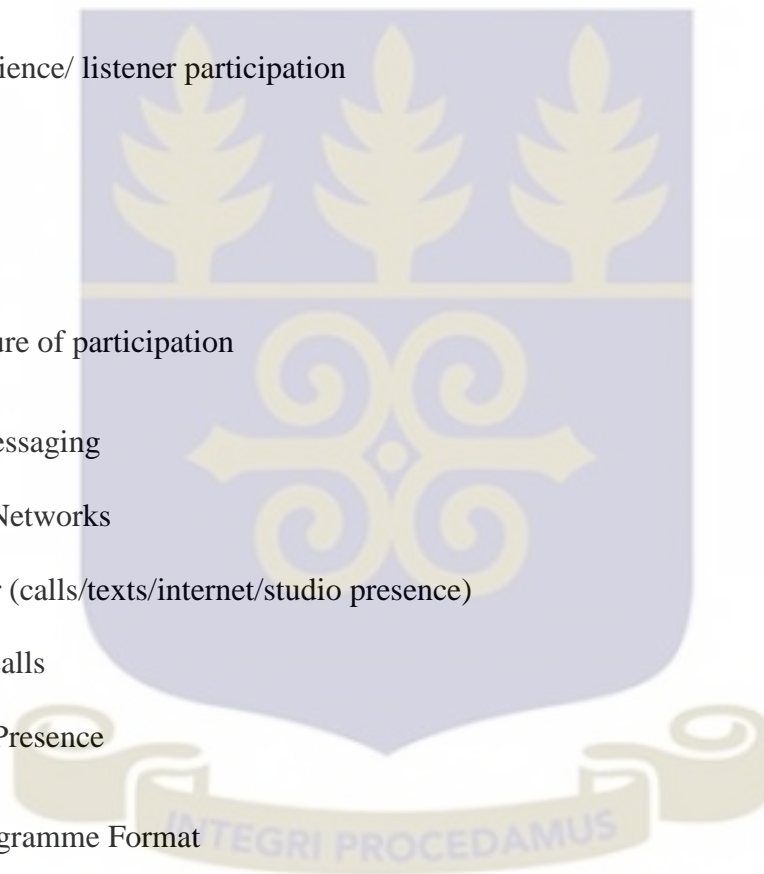 ience/ listener participation
ure of participation
essaging
Networks
r (calls/texts/internet/studio presence)
alls
Presence
gramme Format
INTEGRI PROCEDAMUS